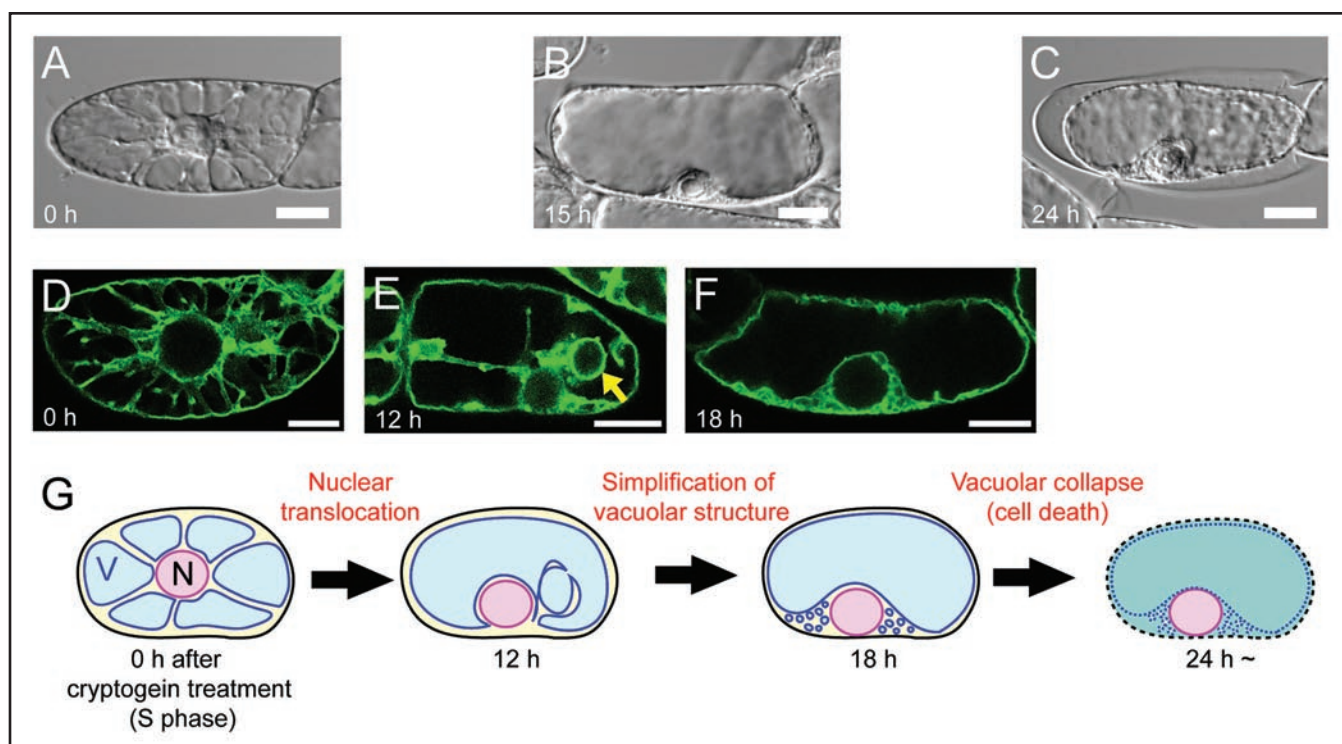 A
0 h
B
15 h
C
24 h
D
0 h
E
12 h
F
18 h
G
Nuclear
translocation
Simplification of
vacuolar structure
Vacuolar collapse
(cell death)
V
N
0 h after
cryptogein treatment
(S phase)
12 h
18 h
24 h ~